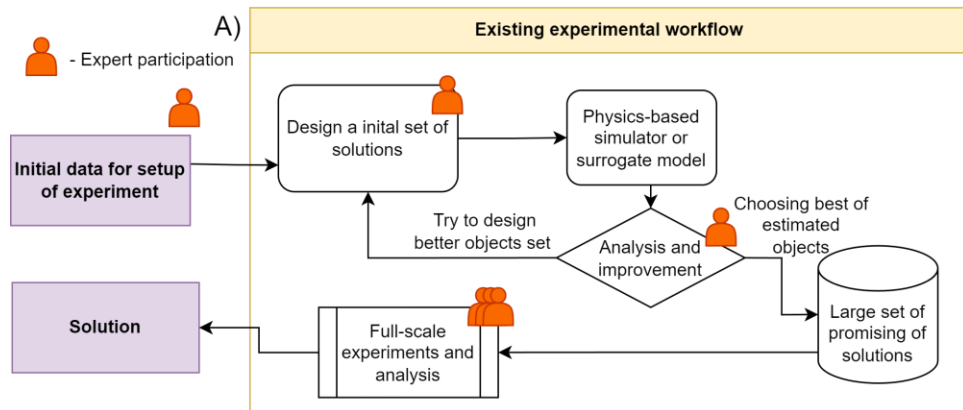 A)
Existing experimental workflow
- Expert participation
Initial data for setup
of experiment
Design a inital set of
solutions
Physics-based
simulator or
surrogate model
Try to design
better objects set
Analysis and
improvement
Choosing best of
estimated
objects
Large set of
promising of
solutions
Full-scale
experiments and
analysis
Solution